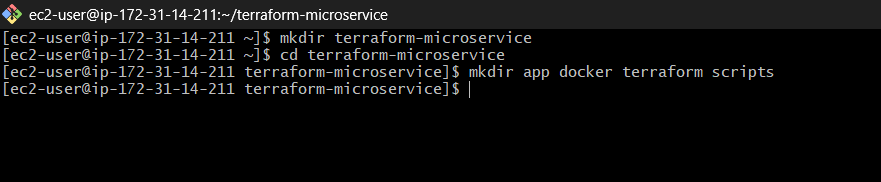 ec2-user@ip-172-31-14-211:~/terraform-microservice
[ec2-user@ip-172-31-14-211 ~]$ mkdir terraform-microservice
[ec2-user@ip-172-31-14-211 ~]$ cd terraform-microservice
[ec2-user@ip-172-31-14-211 terraform-microservice]$ mkdir app docker terraform scripts
[ec2-user@ip-172-31-14-211 terraform-microservice]$